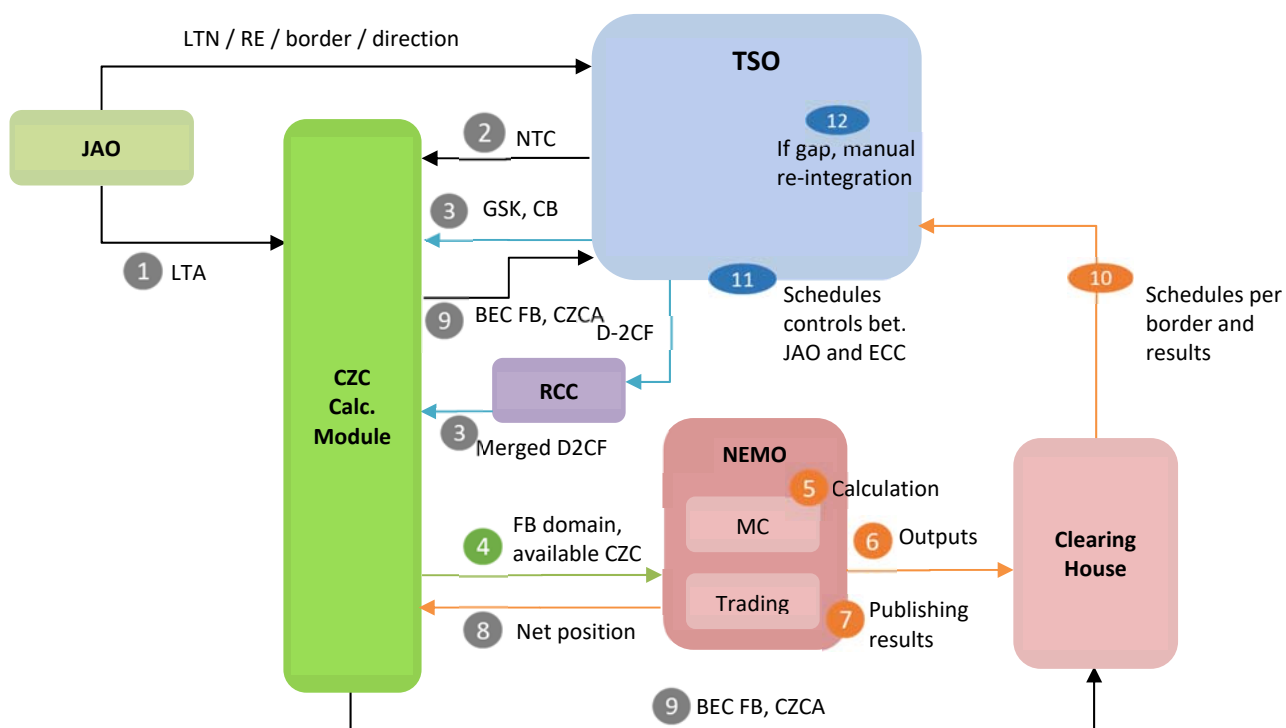 LTN / RE / border / direction
TSO
JAO
2 NTC
12
If gap, manual
re-integration
3 GSK, CB
1 LTA
9 BEC FB, CZCA
D-2CF
11
Schedules
controls bet.
JAO and ECC
10
Schedules per
border and
results
CZC
Calc.
Module
RCC
3 Merged D2CF
NEMO
5 Calculation
MC
4 FB domain,
available CZC
6 Outputs
Clearing
House
Trading
7 Publishing
results
8 Net position
9 BEC FB, CZCA